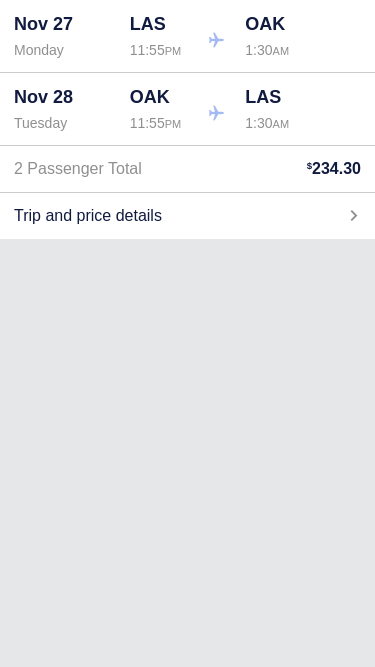 Nov 27 LAS OAK
Monday 11:55PM 1:30AM
Nov 28 OAK LAS
Tuesday 11:55PM 1:30AM
2 Passenger Total $234.30
Trip and price details